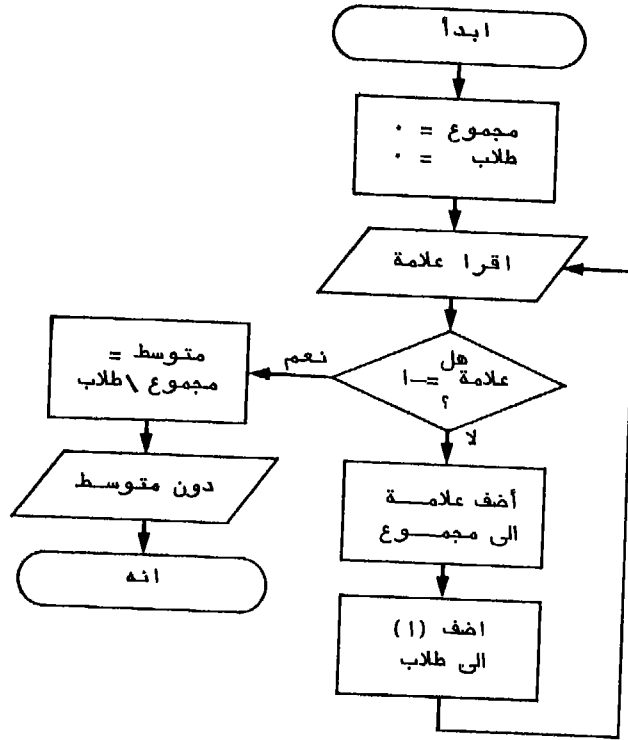 ابدأ
مجموع = ٠
طلاب = ٠
اقرا علامة
هل
علامة =–١
؟
نعم
لا
متوسط =
مجموع \ طلاب
دون متوسط
انه
أضف علامة
الى مجموع
اضف (١)
الى طلاب